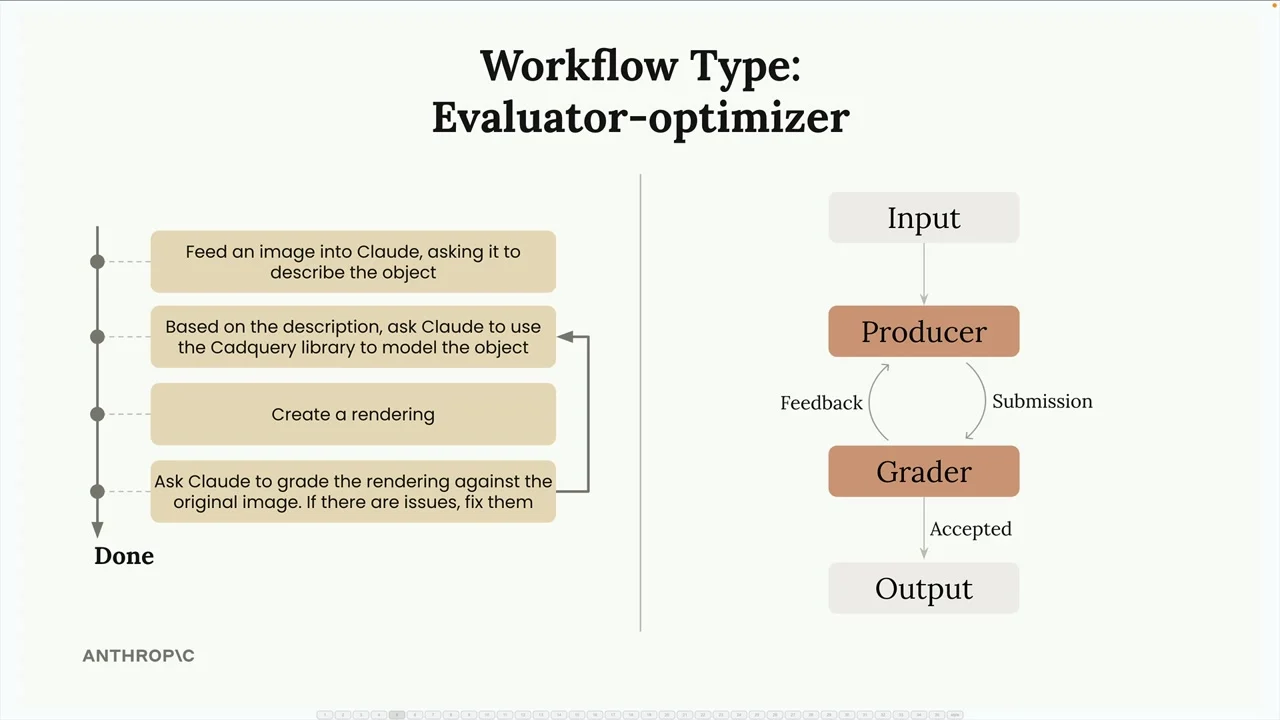 Workflow Type:
Evaluator-optimizer
Feed an image into Claude, asking it to
describe the object
Based on the description, ask Claude to use
the Cadquery library to model the object
Create a rendering
Ask Claude to grade the rendering against the
original image. If there are issues, fix them
Done
Input
Producer
Feedback
Submission
Grader
Accepted
Output
ANTHROP\C